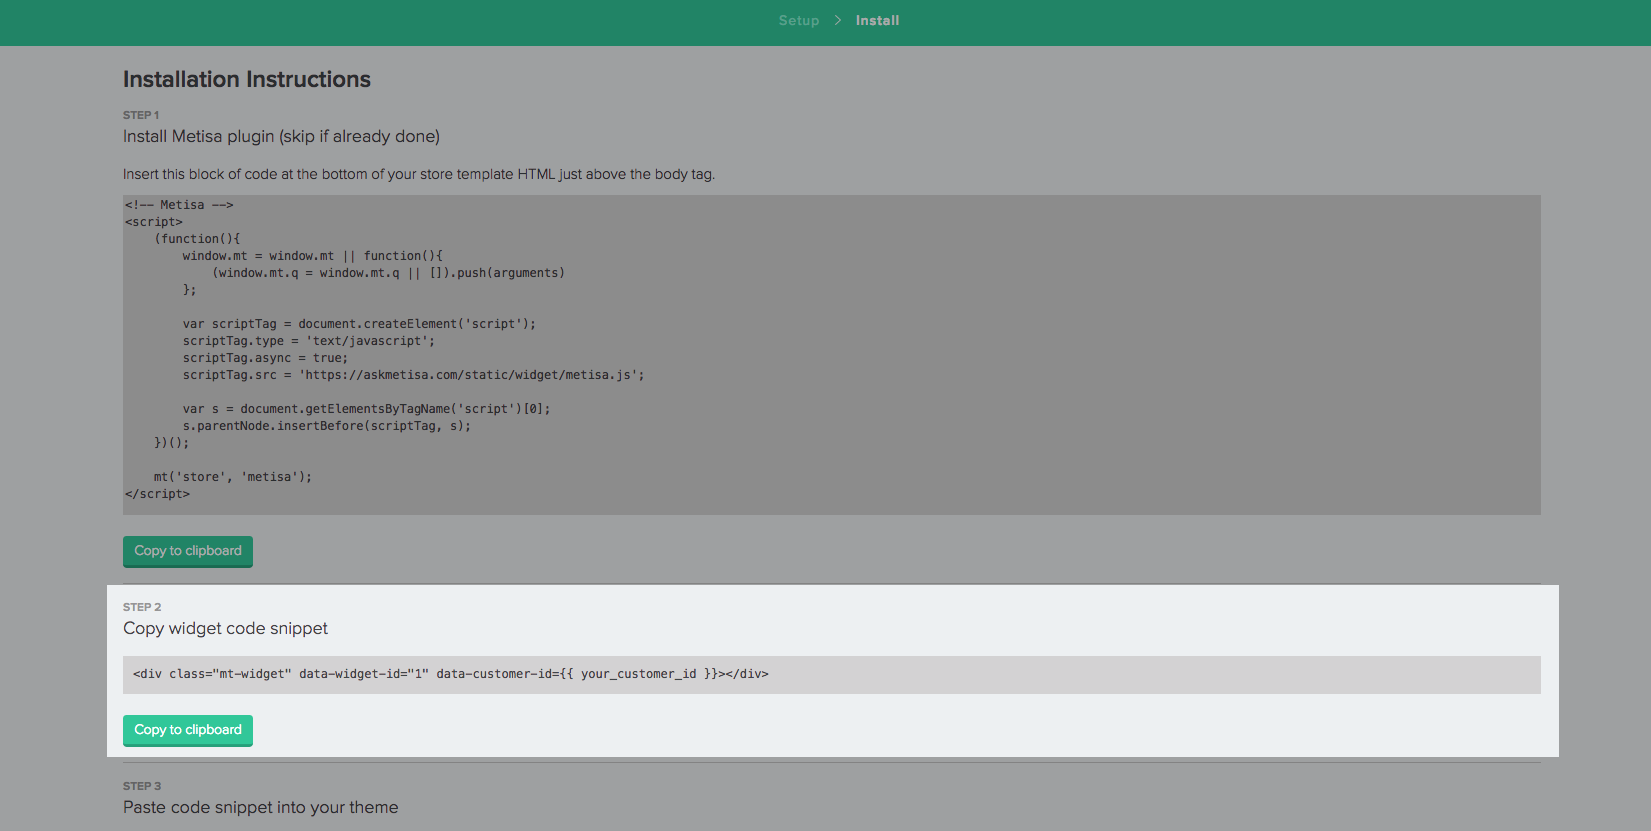 Setup > Install
Installation Instructions
STEP 1
Install Metisa plugin (skip if already done)
Insert this block of code at the bottom of your store template HTML just above the body tag.
<!-- Metisa -->
<script>
    (function(){
        window.mt = window.mt || function(){
            (window.mt.q = window.mt.q || []).push(arguments)
        };

        var scriptTag = document.createElement('script');
        scriptTag.type = 'text/javascript';
        scriptTag.async = true;
        scriptTag.src = 'https://askmetisa.com/static/widget/metisa.js';

        var s = document.getElementsByTagName('script')[0];
        s.parentNode.insertBefore(scriptTag, s);
    })();

    mt('store', 'metisa');
</script>
Copy to clipboard
STEP 2
Copy widget code snippet
<div class="mt-widget" data-widget-id="1" data-customer-id={{ your_customer_id }}></div>
Copy to clipboard
STEP 3
Paste code snippet into your theme